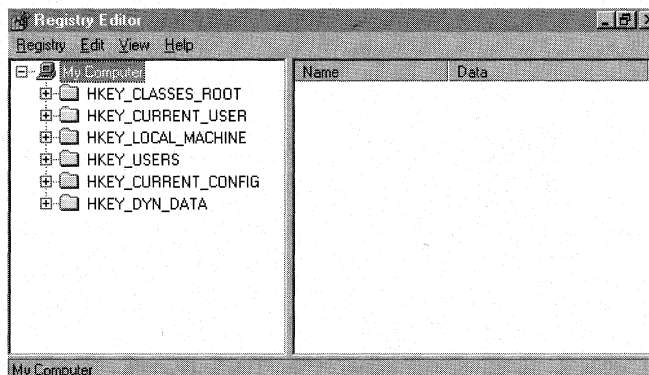 Registry Editor
Registry Edit View Help
My Computer
Name Data
HKEY_CLASSES_ROOT
HKEY_CURRENT_USER
HKEY_LOCAL_MACHINE
HKEY_USERS
HKEY_CURRENT_CONFIG
HKEY_DYN_DATA
My Computer